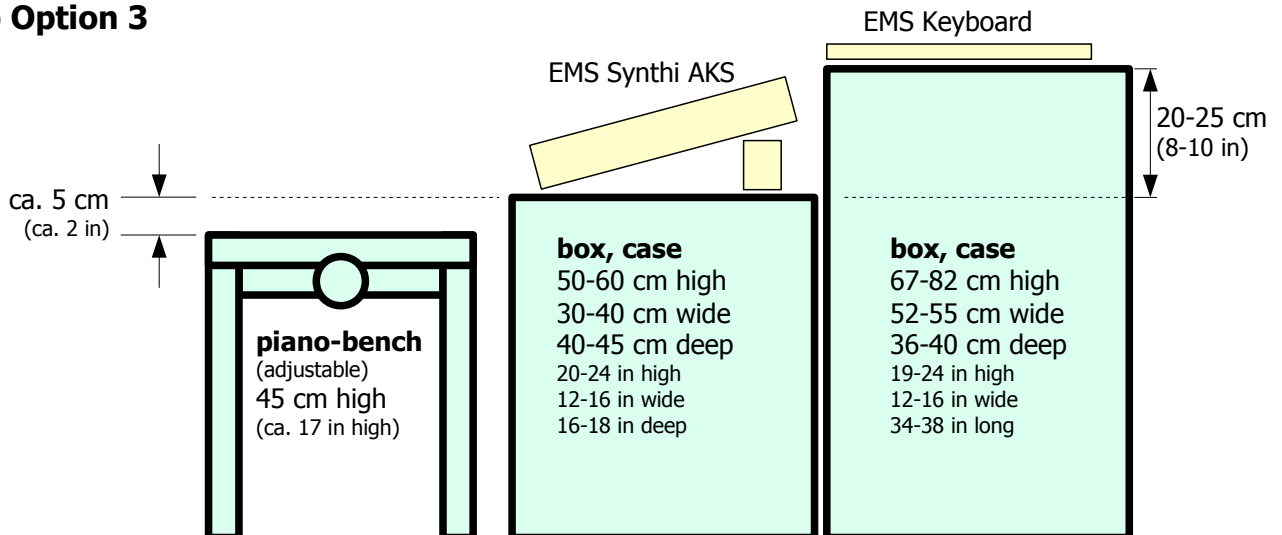 Option 3
EMS Keyboard
EMS Synthi AKS
20-25 cm
(8-10 in)
ca. 5 cm
(ca. 2 in)
piano-bench
(adjustable)
45 cm high
(ca. 17 in high)
box, case
50-60 cm high
30-40 cm wide
40-45 cm deep
20-24 in high
12-16 in wide
16-18 in deep
box, case
67-82 cm high
52-55 cm wide
36-40 cm deep
19-24 in high
12-16 in wide
34-38 in long